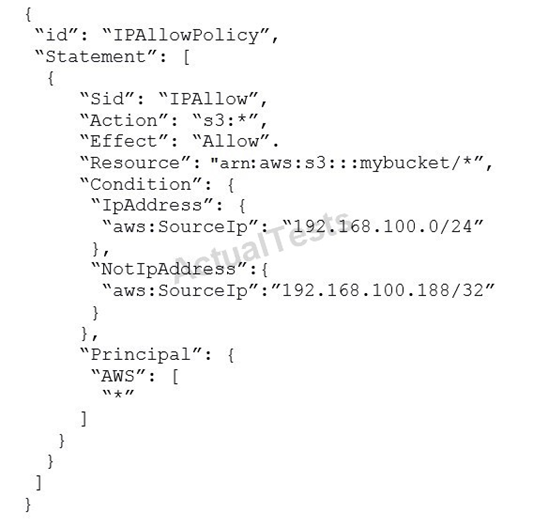 {
“id”: “IPAllowPolicy”,
“Statement”: [
{
“Sid”: “IPAllow”,
“Action”: “s3:*”,
“Effect”: “Allow”.
“Resource”: "arn:aws:s3:::mybucket/*”,
“Condition”: {
“IpAddress”: {
“aws:SourceIp”: “192.168.100.0/24”
},
“NotIpAddress”:{
“aws:SourceIp”:”192.168.100.188/32”
}
},
“Principal”: {
“AWS”: [
“*”
]
}
}
]
}
ActualTests